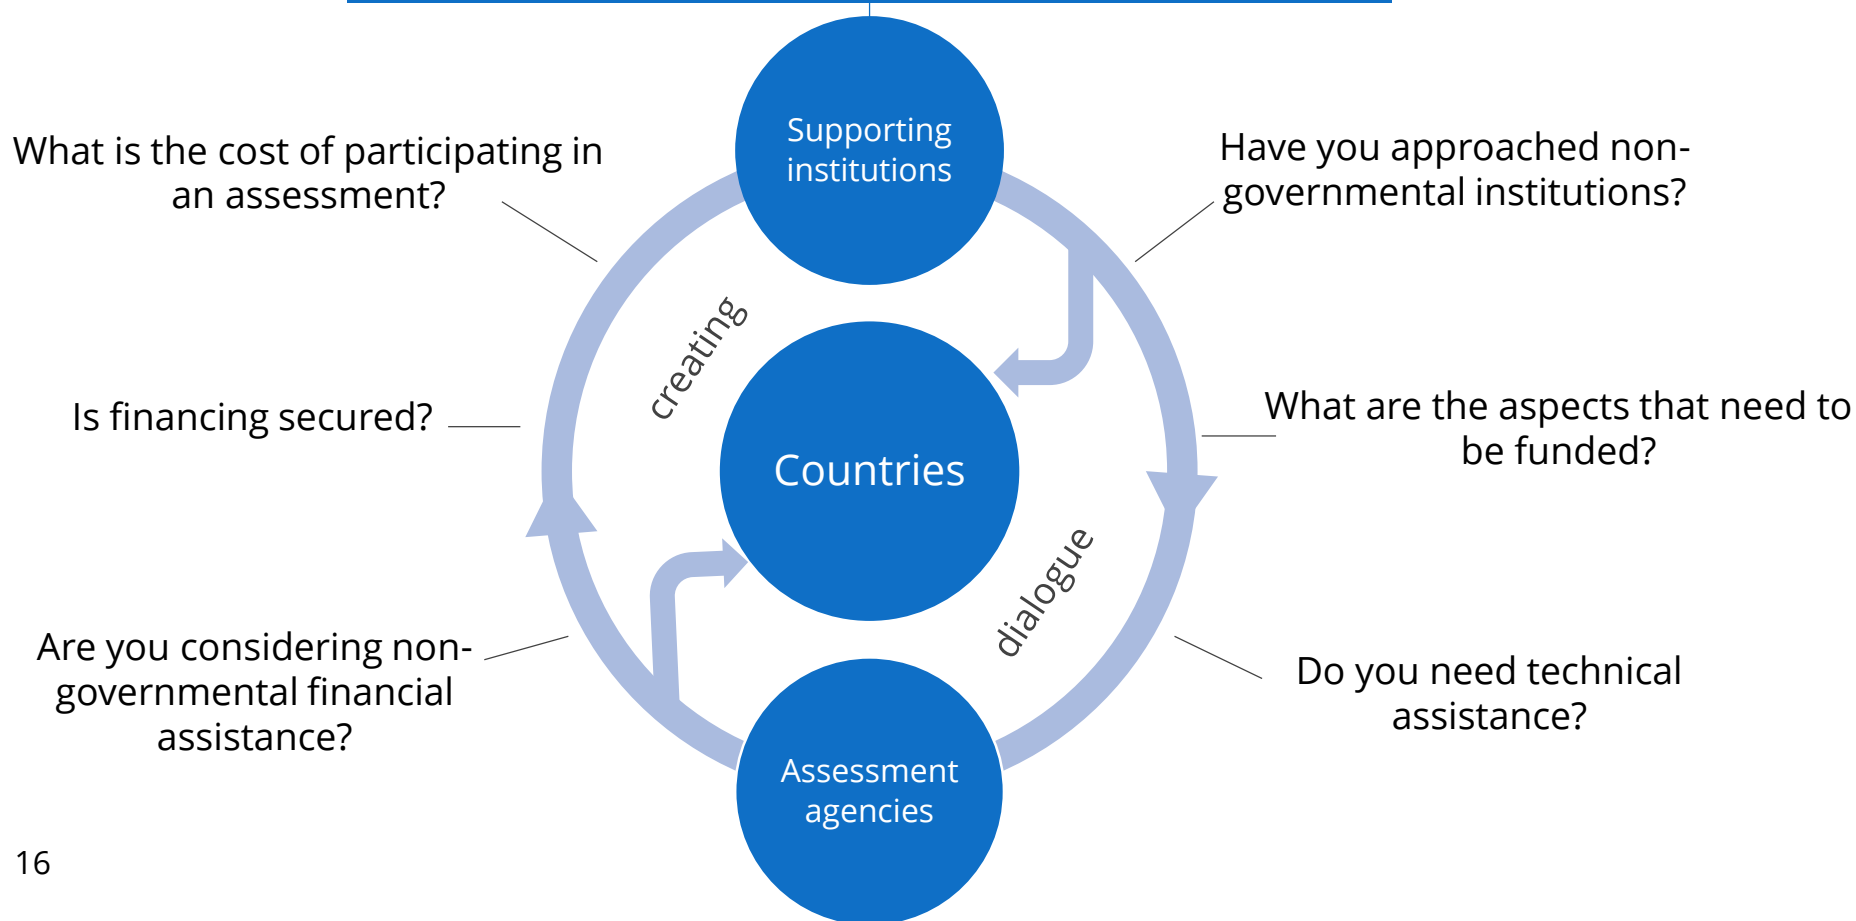 Supporting
institutions
What is the cost of participating in
an assessment?
Have you approached non-
governmental institutions?
creating
Is financing secured?
What are the aspects that need to
be funded?
Countries
dialogue
Are you considering non-
governmental financial
assistance?
Do you need technical
assistance?
Assessment
agencies
16